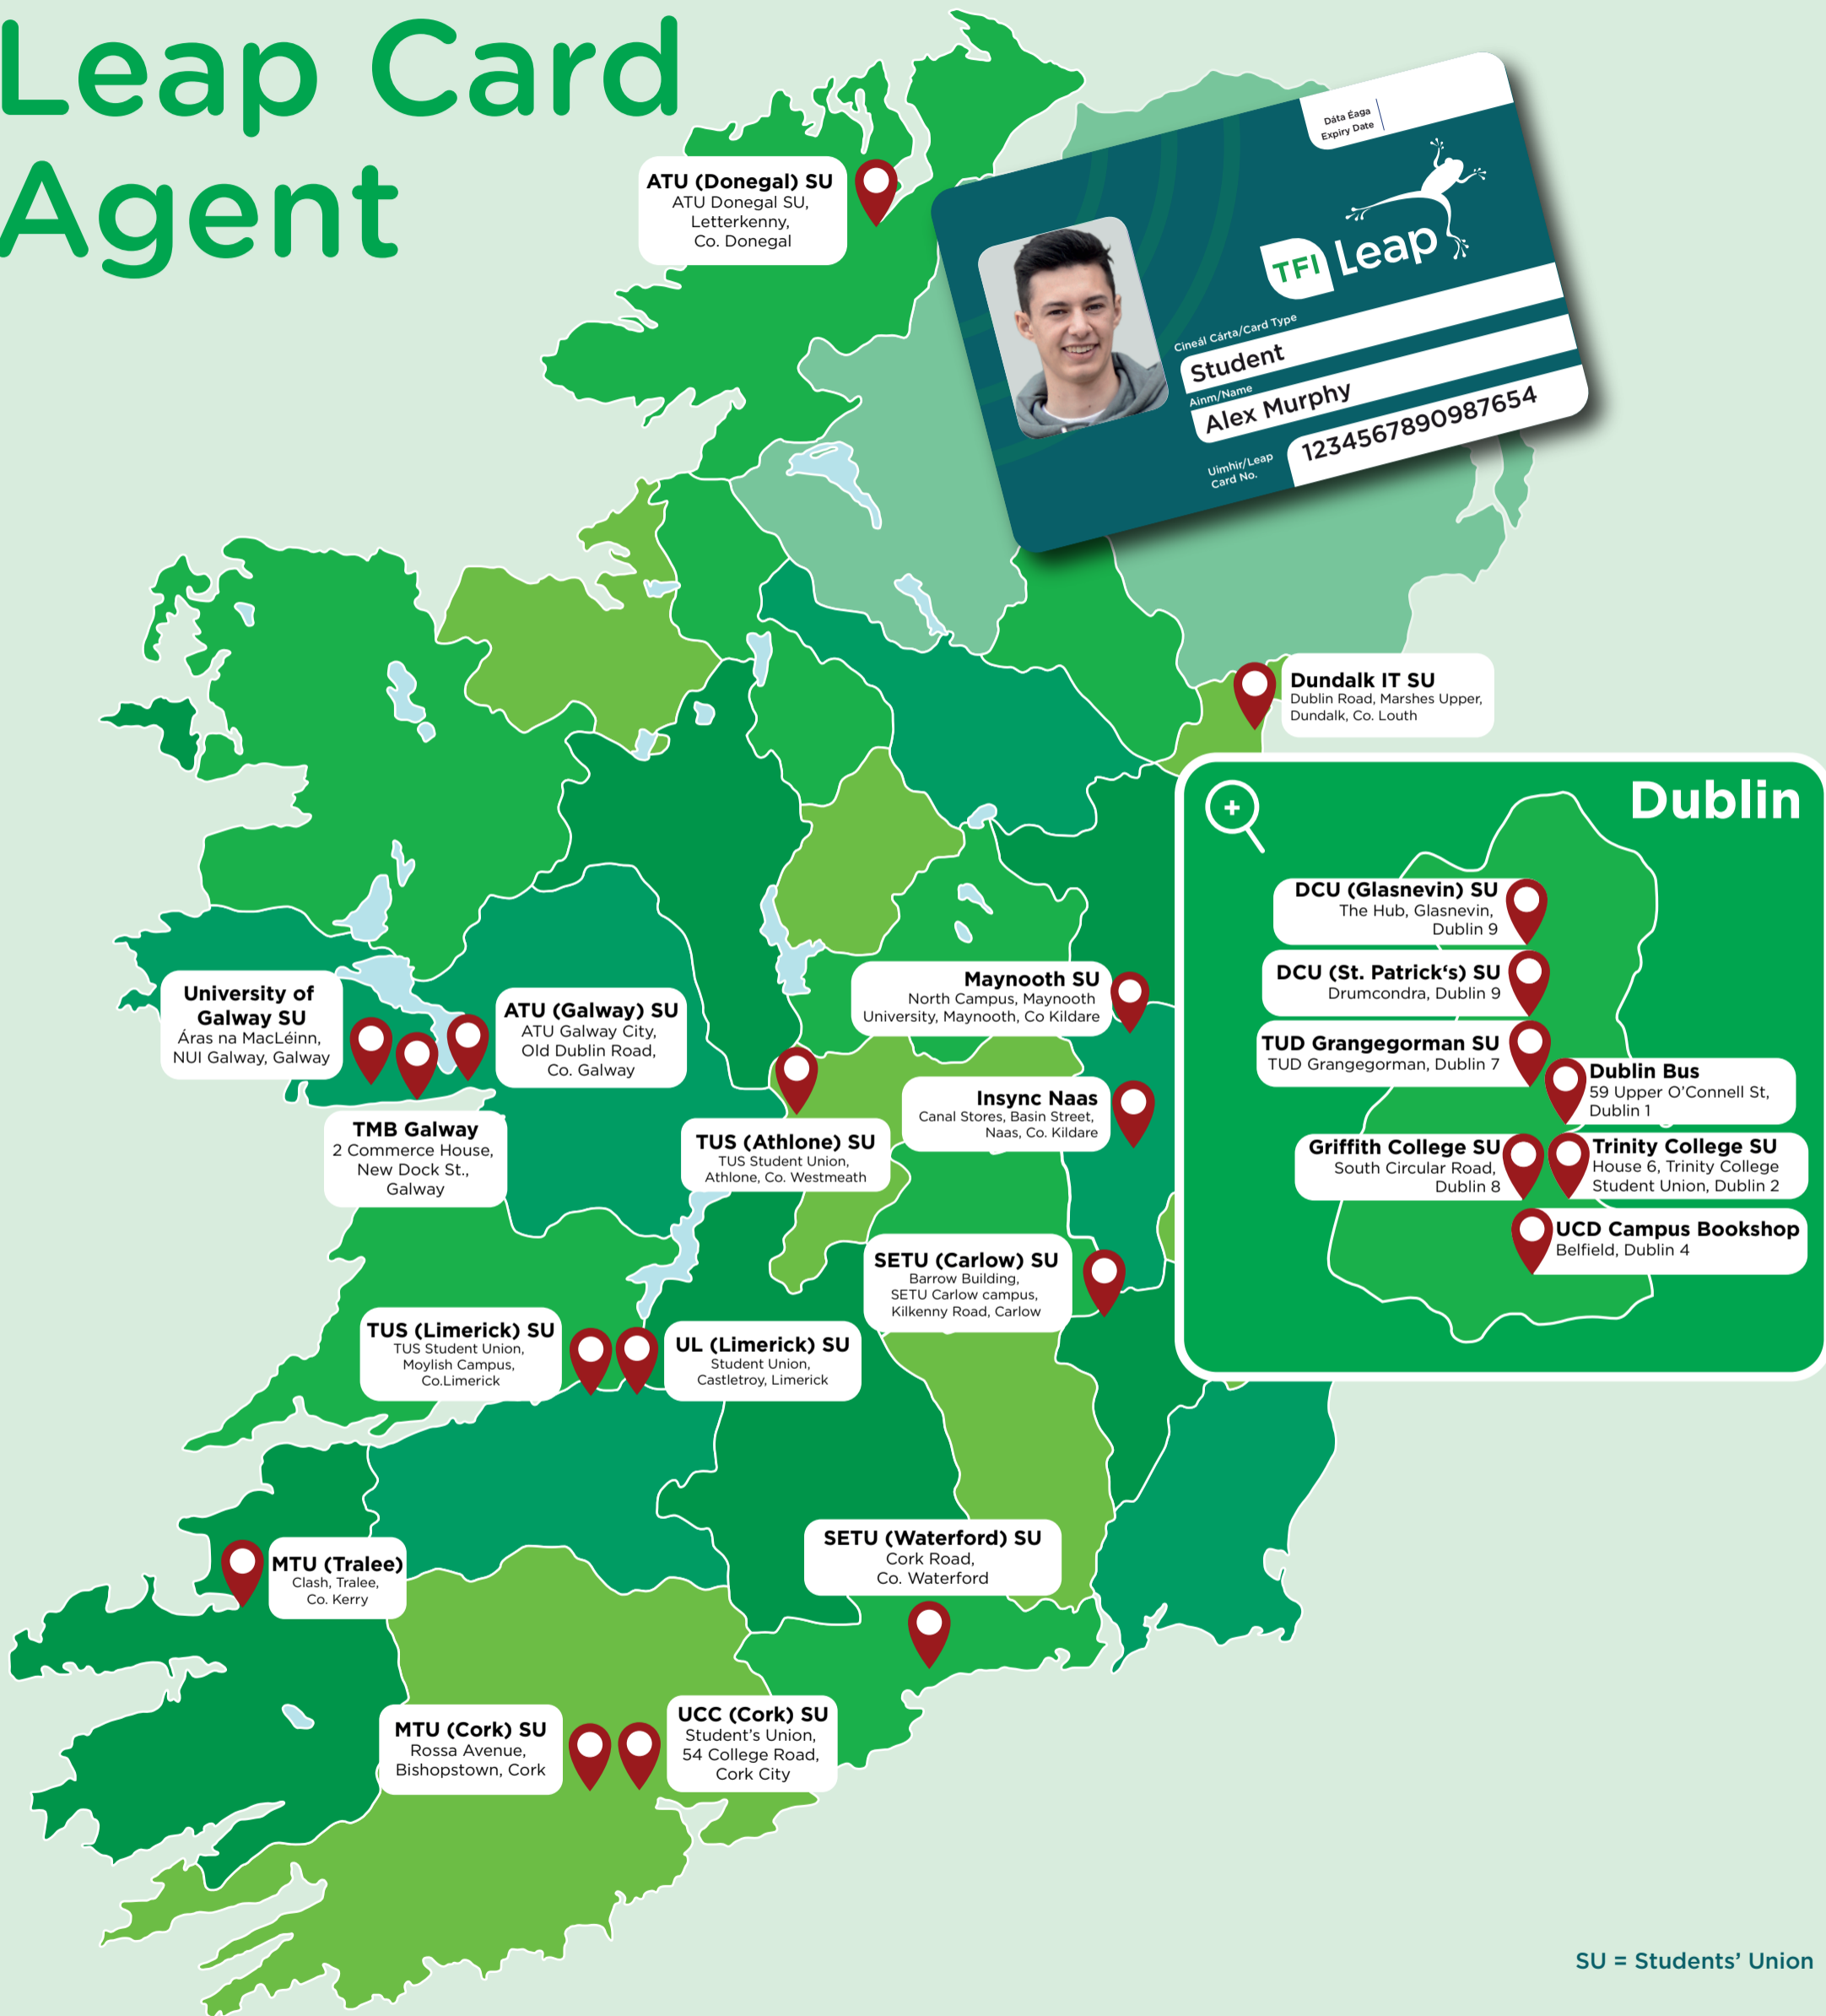 Leap Card
Agent
Dáta Éaga
Expiry Date
TFI Leap
Cineál Cárta/Card Type
Student
Ainm/Name
Alex Murphy
Uimhir/Leap
Card No.
1234567890987654
ATU (Donegal) SU
ATU Donegal SU,
Letterkenny,
Co. Donegal
Dundalk IT SU
Dublin Road, Marshes Upper,
Dundalk, Co. Louth
Dublin
DCU (Glasnevin) SU
The Hub, Glasnevin,
Dublin 9
DCU (St. Patrick‘s) SU
Drumcondra, Dublin 9
TUD Grangegorman SU
TUD Grangegorman, Dublin 7
Dublin Bus
59 Upper O’Connell St,
Dublin 1
Griffith College SU
South Circular Road,
Dublin 8
Trinity College SU
House 6, Trinity College
Student Union, Dublin 2
UCD Campus Bookshop
Belfield, Dublin 4
University of
Galway SU
Áras na MacLéinn,
NUI Galway, Galway
ATU (Galway) SU
ATU Galway City,
Old Dublin Road,
Co. Galway
TMB Galway
2 Commerce House,
New Dock St.,
Galway
Maynooth SU
North Campus, Maynooth
University, Maynooth, Co Kildare
Insync Naas
Canal Stores, Basin Street,
Naas, Co. Kildare
TUS (Athlone) SU
TUS Student Union,
Athlone, Co. Westmeath
SETU (Carlow) SU
Barrow Building,
SETU Carlow campus,
Kilkenny Road, Carlow
TUS (Limerick) SU
TUS Student Union,
Moylish Campus,
Co.Limerick
UL (Limerick) SU
Student Union,
Castletroy, Limerick
SETU (Waterford) SU
Cork Road,
Co. Waterford
MTU (Tralee)
Clash, Tralee,
Co. Kerry
MTU (Cork) SU
Rossa Avenue,
Bishopstown, Cork
UCC (Cork) SU
Student’s Union,
54 College Road,
Cork City
SU = Students’ Union